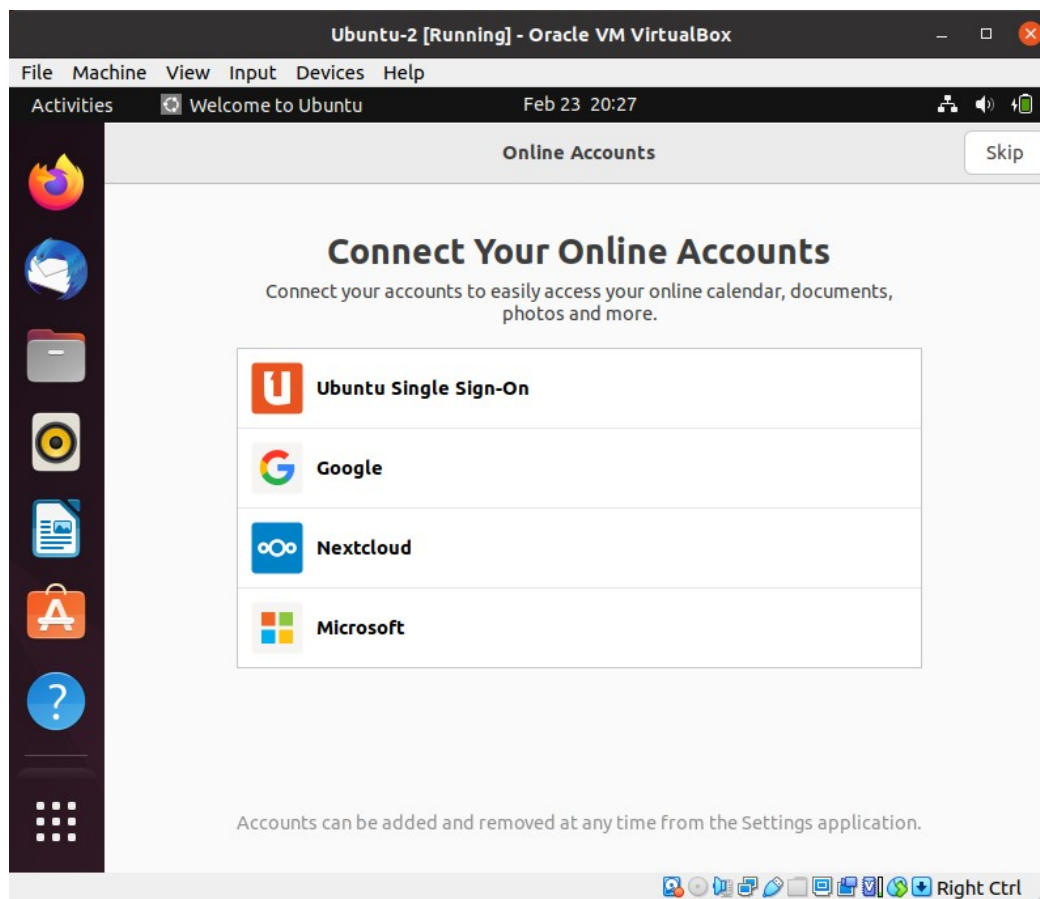 Ubuntu-2 [Running] - Oracle VM VirtualBox
File Machine View Input Devices Help
Activities Welcome to Ubuntu Feb 23 20:27
Online Accounts Skip
Connect Your Online Accounts
Connect your accounts to easily access your online calendar, documents,
photos and more.
Ubuntu Single Sign-On
Google
Nextcloud
Microsoft
Accounts can be added and removed at any time from the Settings application.
Right Ctrl